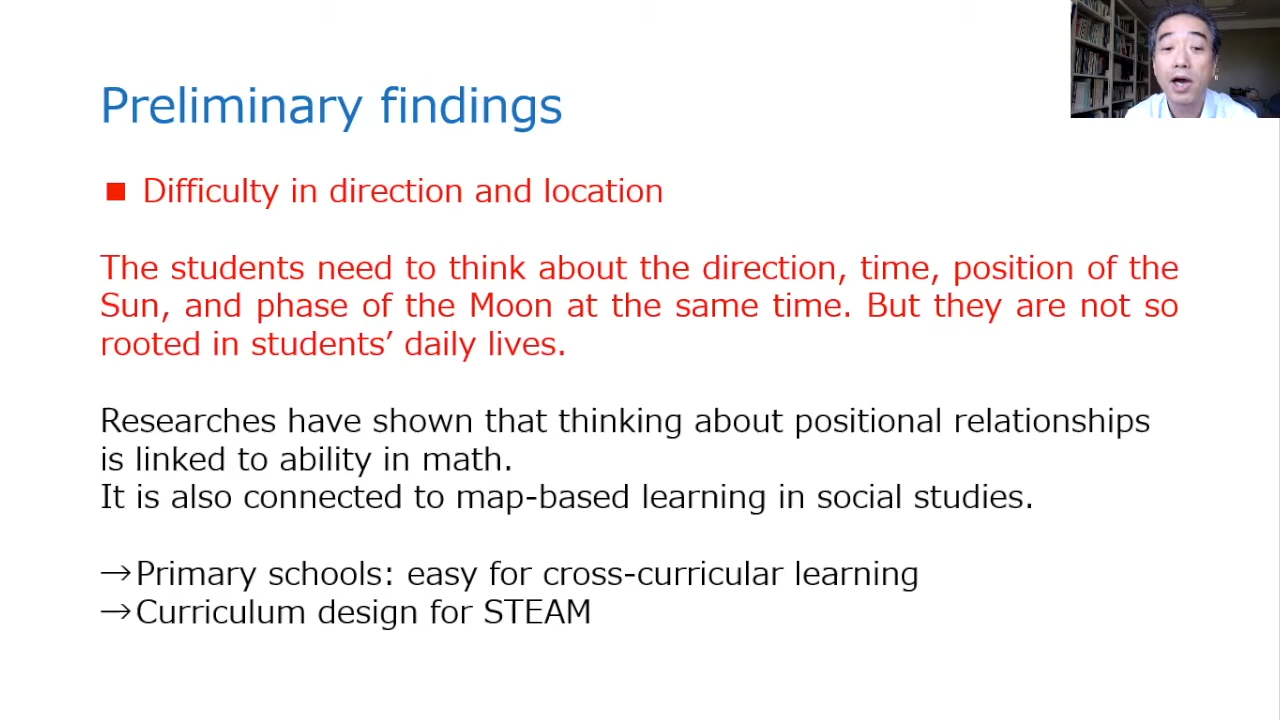 Preliminary findings
■ Difficulty in direction and location
The students need to think about the direction, time, position of the
Sun, and phase of the Moon at the same time. But they are not so
rooted in students’ daily lives.
Researches have shown that thinking about positional relationships
is linked to ability in math.
It is also connected to map-based learning in social studies.
→Primary schools: easy for cross-curricular learning
→Curriculum design for STEAM